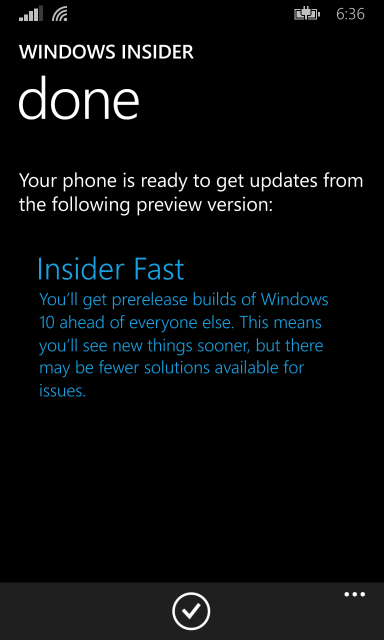 6:36
WINDOWS INSIDER
done
Your phone is ready to get updates from
the following preview version:
Insider Fast
You'll get prerelease builds of Windows
10 ahead of everyone else. This means
you'll see new things sooner, but there
may be fewer solutions available for
issues.